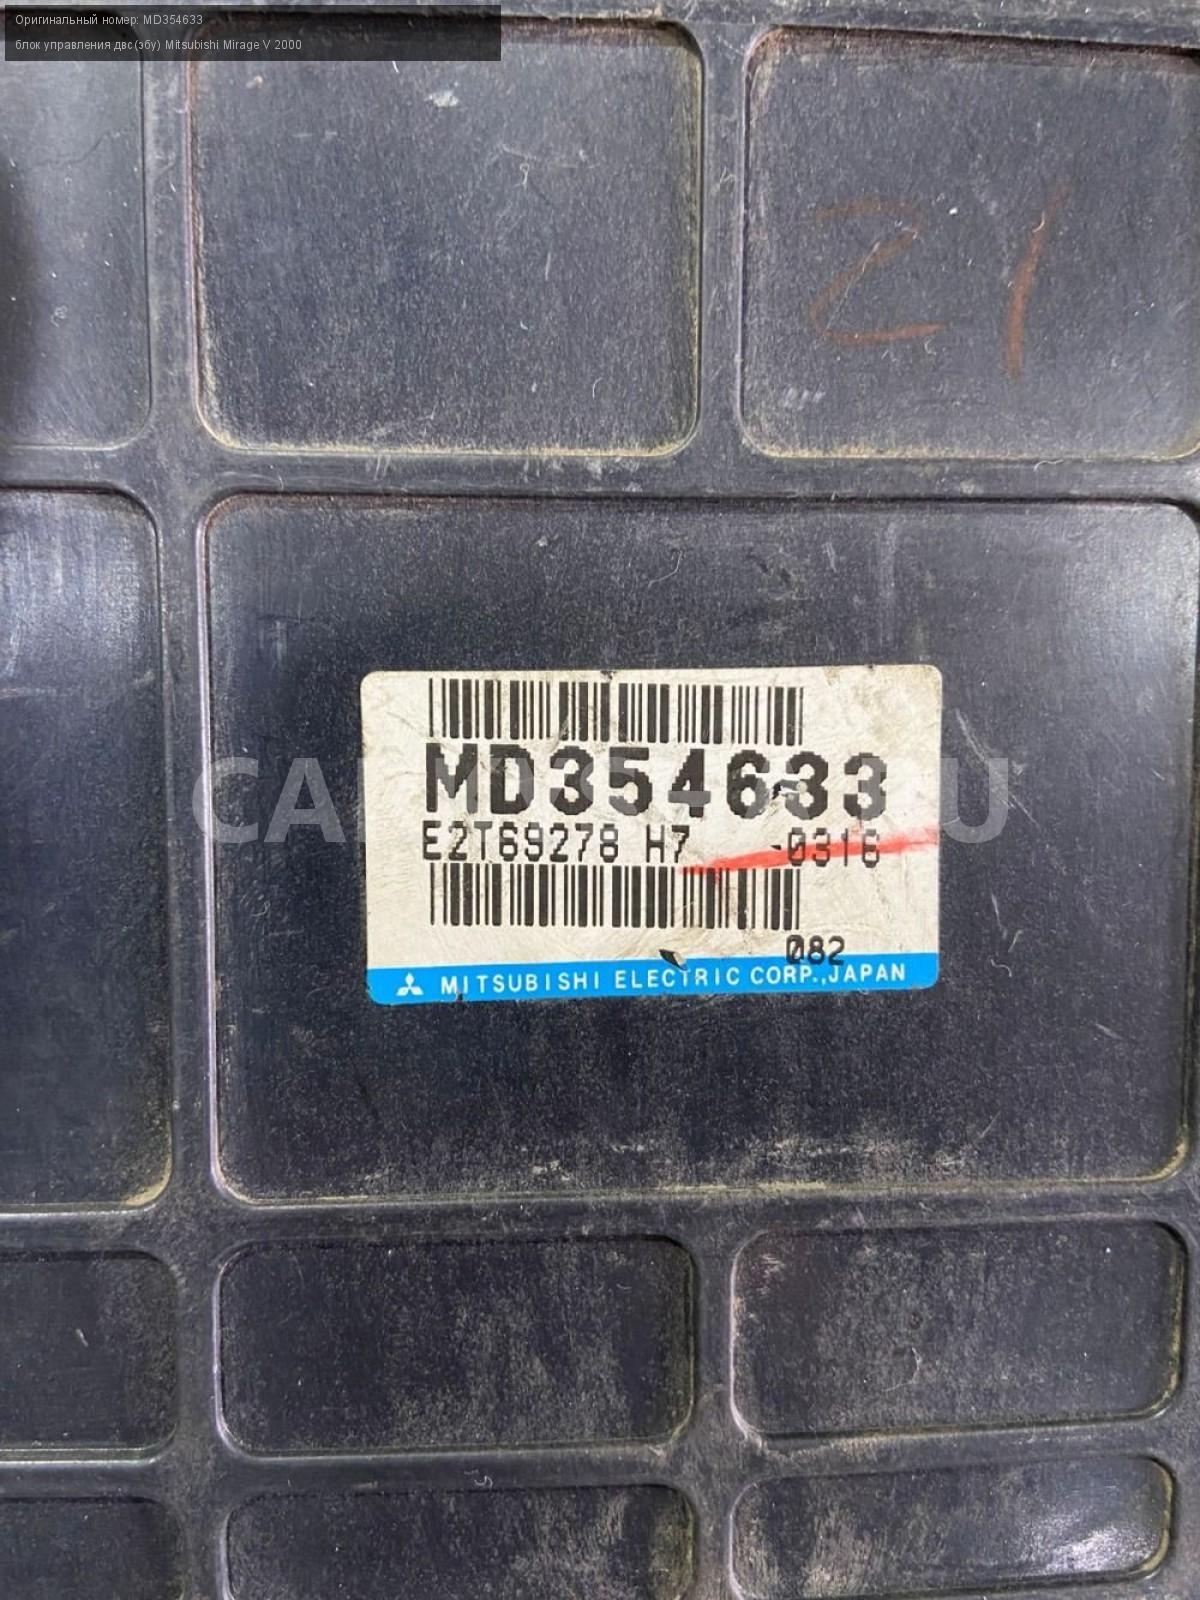 Оригинальный номер: MD354633
блок управления двс (эбу) Mitsubishi Mirage V 2000
21
MD354633
E2T69278 H7 -0316
082
MITSUBISHI ELECTRIC CORP.,JAPAN